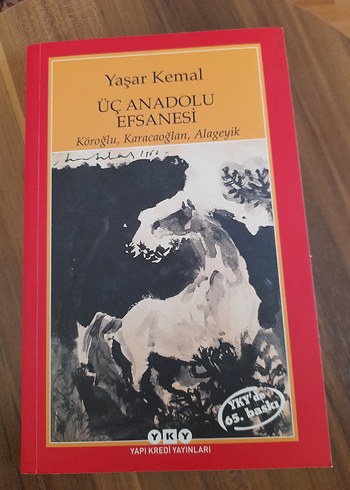 Yaşar Kemal
ÜÇ ANADOLU
EFSANESİ
Köroğlu, Karacaoğlan, Alageyik
YKY'de
65. baskı
YKY
YAPI KREDİ YAYINLARI